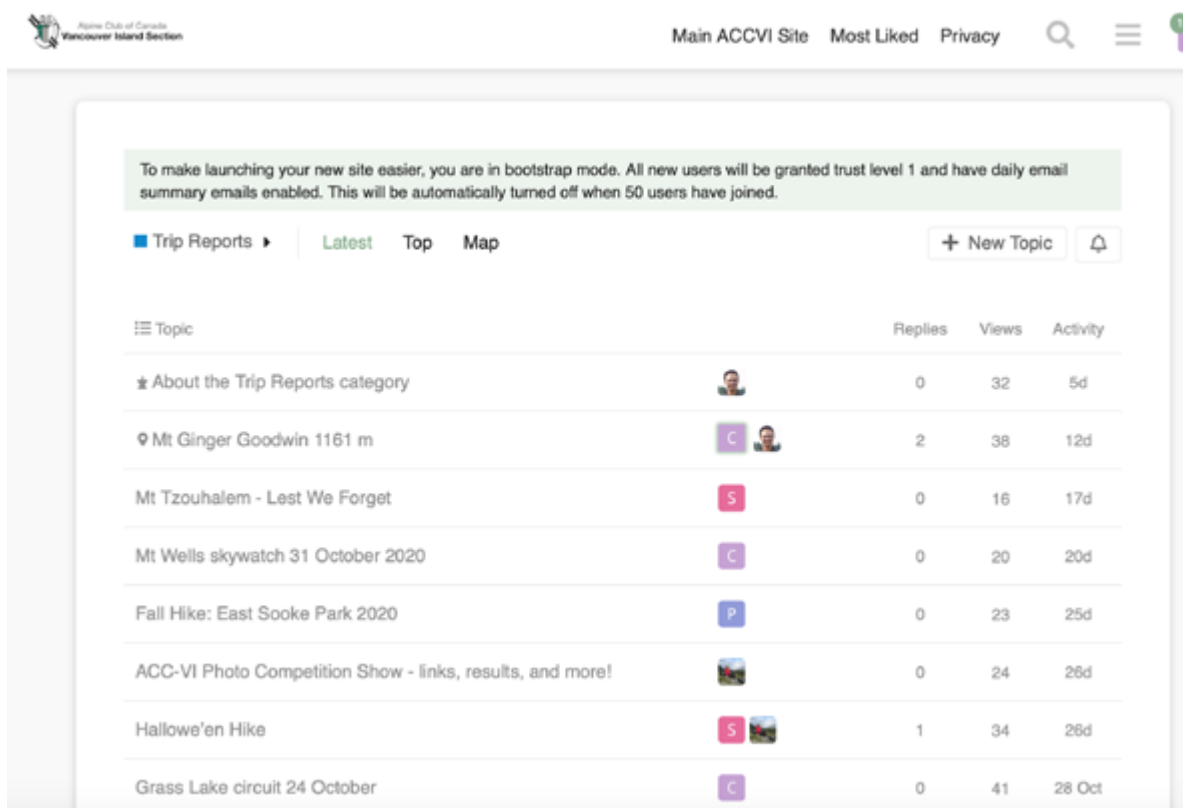 Alpine Club of Canada
Vancouver Island Section
Main ACCVI Site Most Liked Privacy
1
To make launching your new site easier, you are in bootstrap mode. All new users will be granted trust level 1 and have daily email
summary emails enabled. This will be automatically turned off when 50 users have joined.
Trip Reports Latest Top Map + New Topic
Topic Replies Views Activity
About the Trip Reports category 0 32 5d
Mt Ginger Goodwin 1161 m C 2 38 12d
Mt Tzouhalem - Lest We Forget S 0 16 17d
Mt Wells skywatch 31 October 2020 C 0 20 20d
Fall Hike: East Sooke Park 2020 P 0 23 25d
ACC-VI Photo Competition Show - links, results, and more! 0 24 26d
Hallowe'en Hike S 1 34 26d
Grass Lake circuit 24 October C 0 41 28 Oct